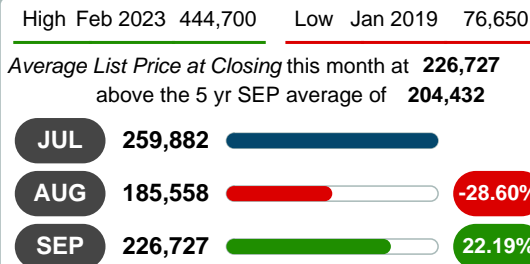 High Feb 2023 444,700 Low Jan 2019 76,650
Average List Price at Closing this month at 226,727
above the 5 yr SEP average of 204,432
JUL 259,882
AUG 185,558 -28.60%
SEP 226,727 22.19%